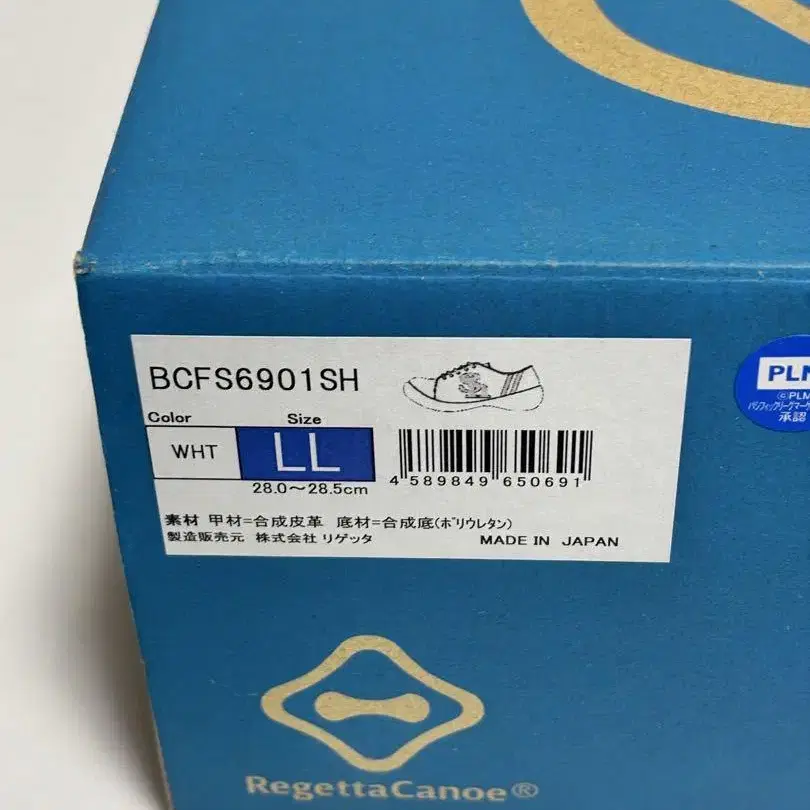 BCFS6901SH
Color
Size
WHT
LL
28.0～28.5cm
4 589849 650691
素材 甲材=合成皮革 底材=合成底(ポリウレタン)
製造販売元 株式会社 リゲッタ
MADE IN JAPAN
©PLM
承認
RegettaCanoe®